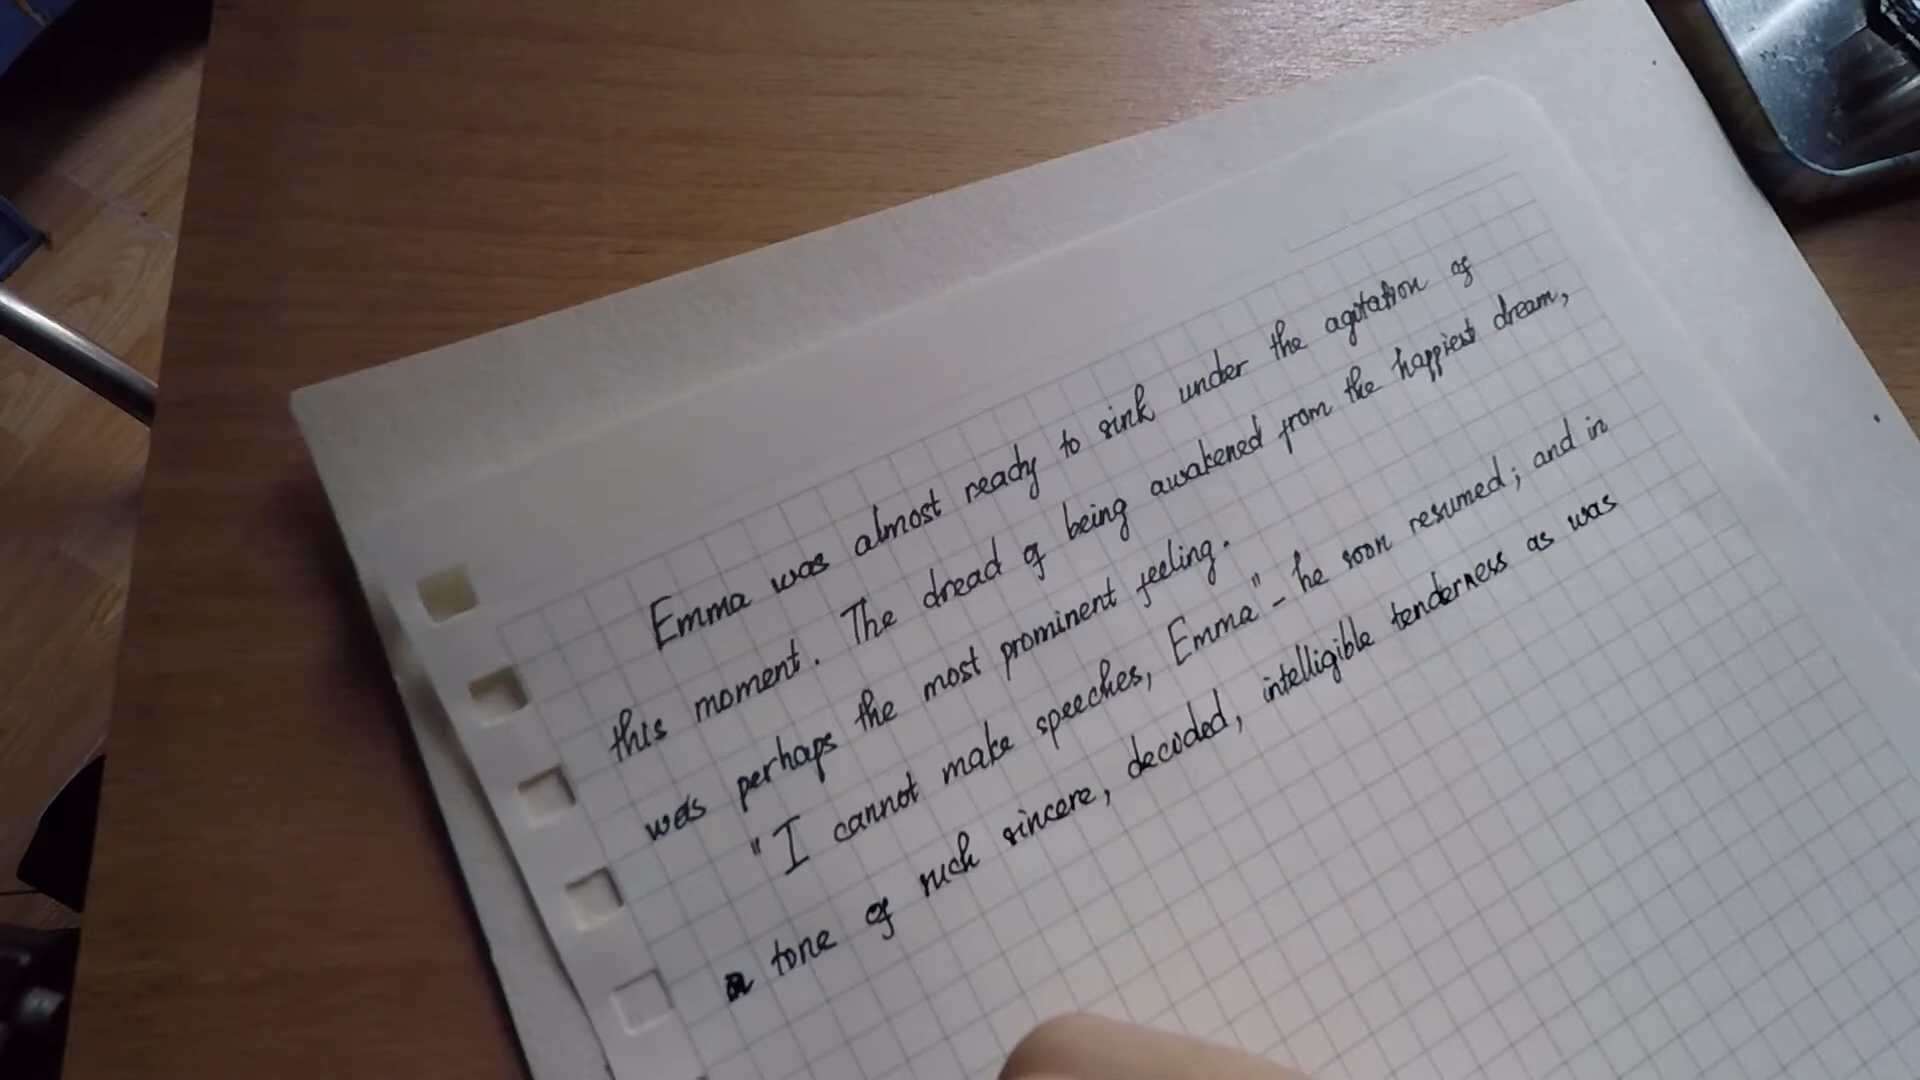 Emma was almost ready to sink under the agitation of
this moment. The dread of being awakened from the happiest dream,
was perhaps the most prominent feeling.
"I cannot make speeches, Emma" - he soon resumed; and in
a tone of such sincere, decided, intelligible tenderness as was